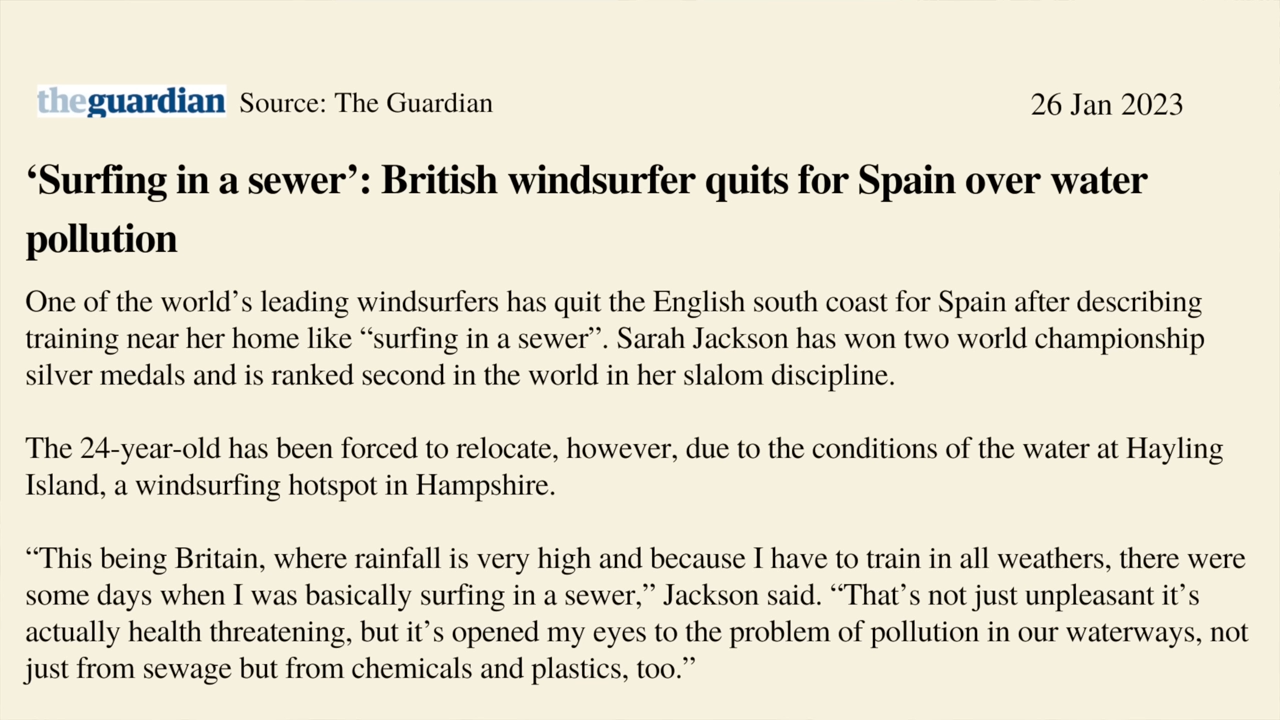 theguardian Source: The Guardian 26 Jan 2023
‘Surfing in a sewer’: British windsurfer quits for Spain over water
pollution
One of the world’s leading windsurfers has quit the English south coast for Spain after describing
training near her home like “surfing in a sewer”. Sarah Jackson has won two world championship
silver medals and is ranked second in the world in her slalom discipline.
The 24-year-old has been forced to relocate, however, due to the conditions of the water at Hayling
Island, a windsurfing hotspot in Hampshire.
“This being Britain, where rainfall is very high and because I have to train in all weathers, there were
some days when I was basically surfing in a sewer,” Jackson said. “That’s not just unpleasant it’s
actually health threatening, but it’s opened my eyes to the problem of pollution in our waterways, not
just from sewage but from chemicals and plastics, too.”